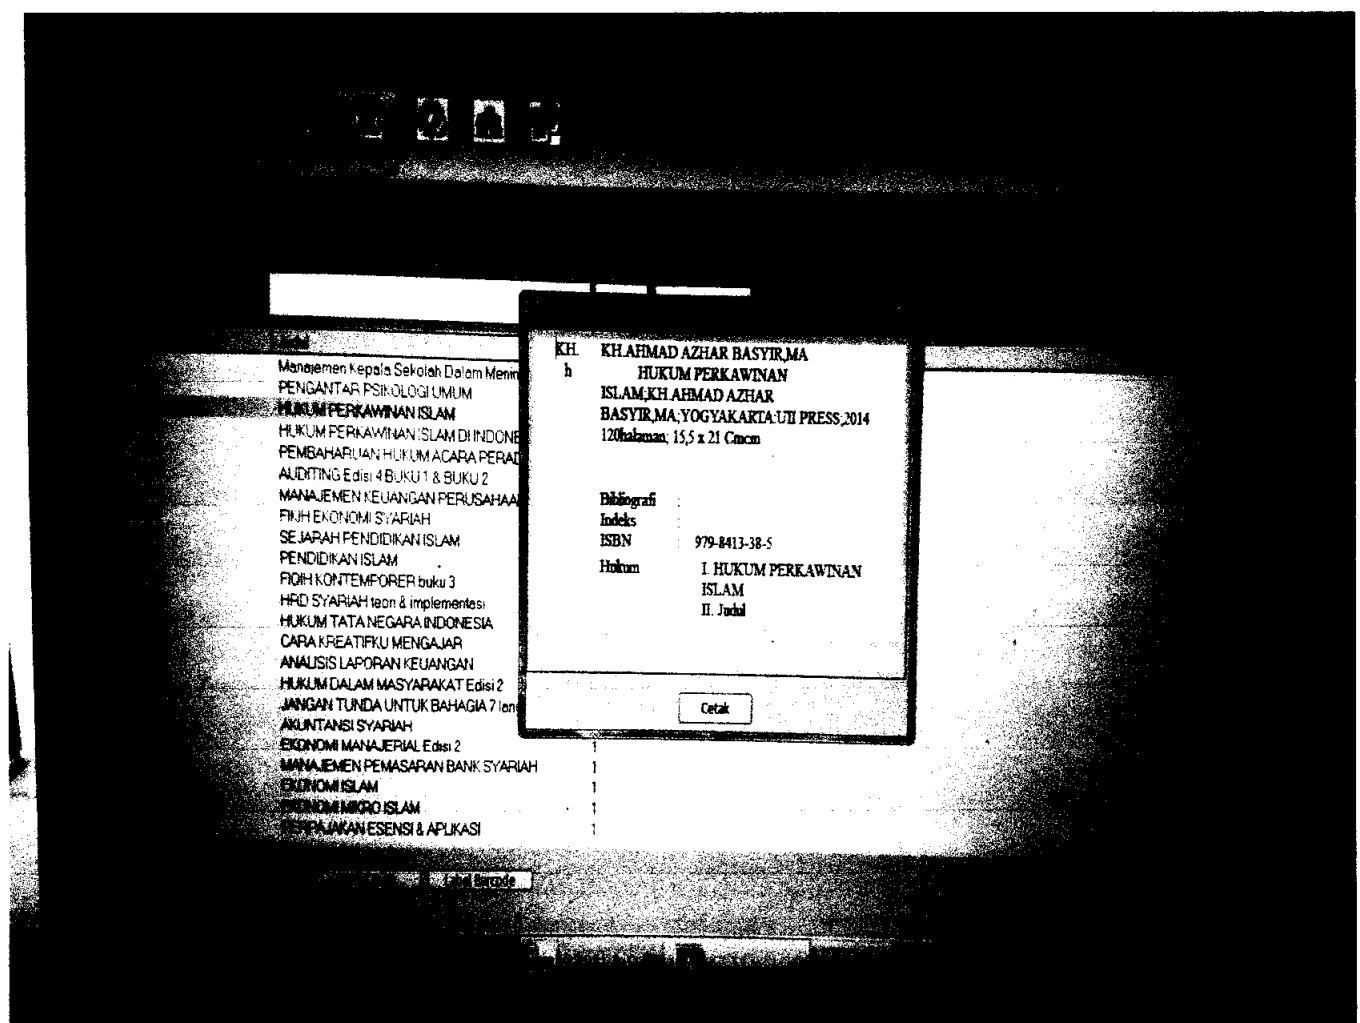 Manajemen Kepala Sekolah Dalam Menin
PENGANTAR PSIKOLOGI UMUM
HUKUM PERKAWINAN ISLAM
HUKUM PERKAWINAN ISLAM DI INDONE
PEMBAHARUAN HUKUM ACARA PERAD
AUDITING Edisi 4 BUKU 1 & BUKU 2
MANAJEMEN KEUANGAN PERUSAHAA
FIKIH EKONOMI SYARIAH
SEJARAH PENDIDIKAN ISLAM
PENDIDIKAN ISLAM
FIQIH KONTEMPORER buku 3
HRD SYARIAH teori & implementasi
HUKUM TATA NEGARA INDONESIA
CARA KREATIFKU MENGAJAR
ANALISIS LAPORAN KEUANGAN
HUKUM DALAM MASYARAKAT Edisi 2
JANGAN TUNDA UNTUK BAHAGIA 7
AKUNTANSI SYARIAH
EKONOMI MANAJERIAL Edisi 2 1
MANAJEMEN PEMASARAN BANK SYARIAH 1
EKONOMI ISLAM 1
EKONOMI MIKRO ISLAM 1
PERPAJAKAN ESENSI & APLIKASI 1
Label Barcode
KH. KH.AHMAD AZHAR BASYIR,MA
h HUKUM PERKAWINAN
ISLAM;KH.AHMAD AZHAR
BASYIR,MA;YOGYAKARTA:UII PRESS,2014
120halaman; 15,5 x 21 Cmcm
Bibliografi :
Indeks :
ISBN : 979-8413-38-5
Hukum I. HUKUM PERKAWINAN
ISLAM
II. Judul
Cetak